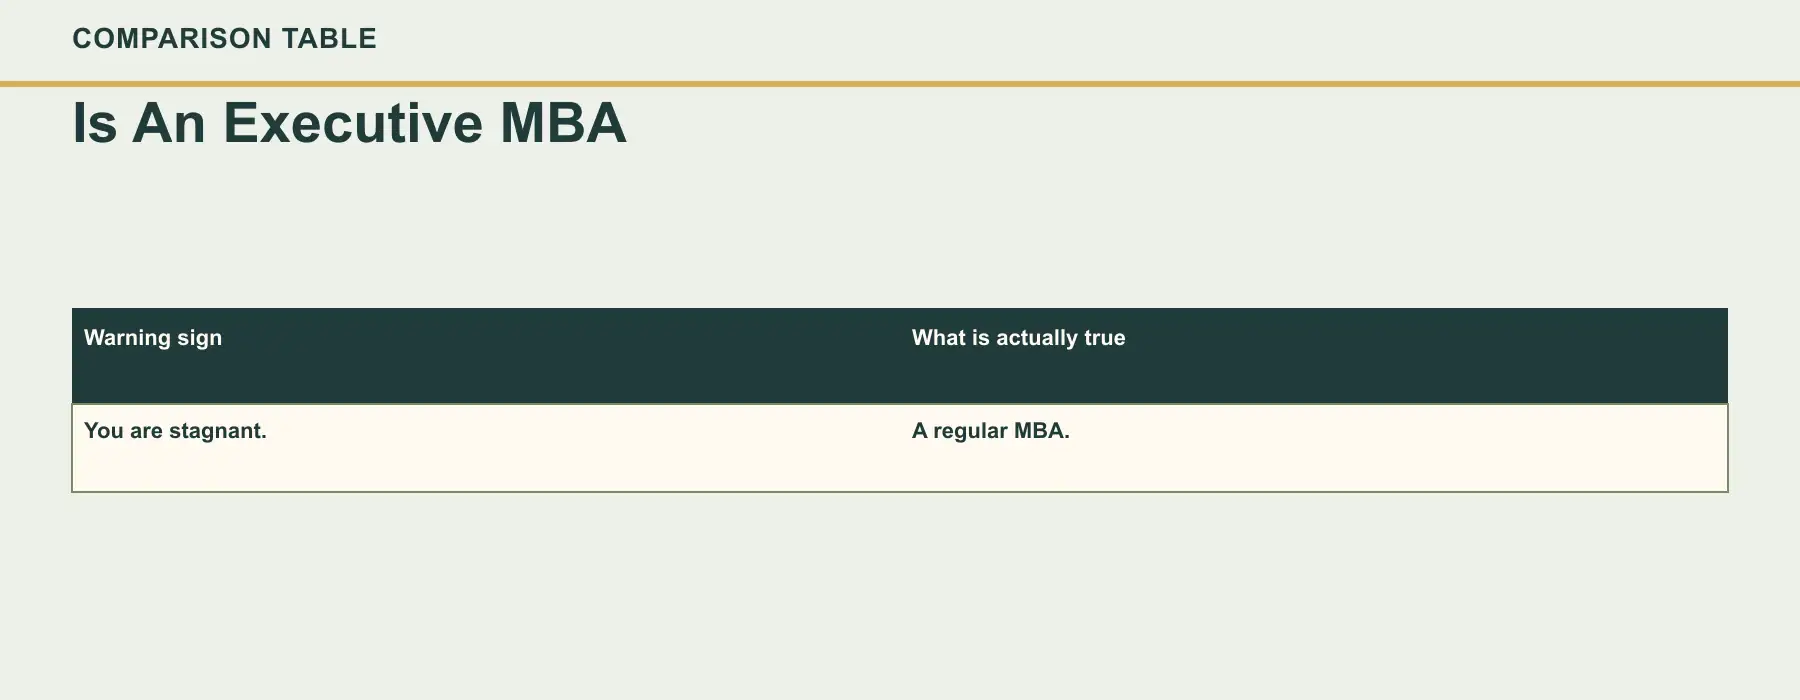 COMPARISON TABLE
Is An Executive MBA
Warning sign
What is actually true
You are stagnant.
A regular MBA.